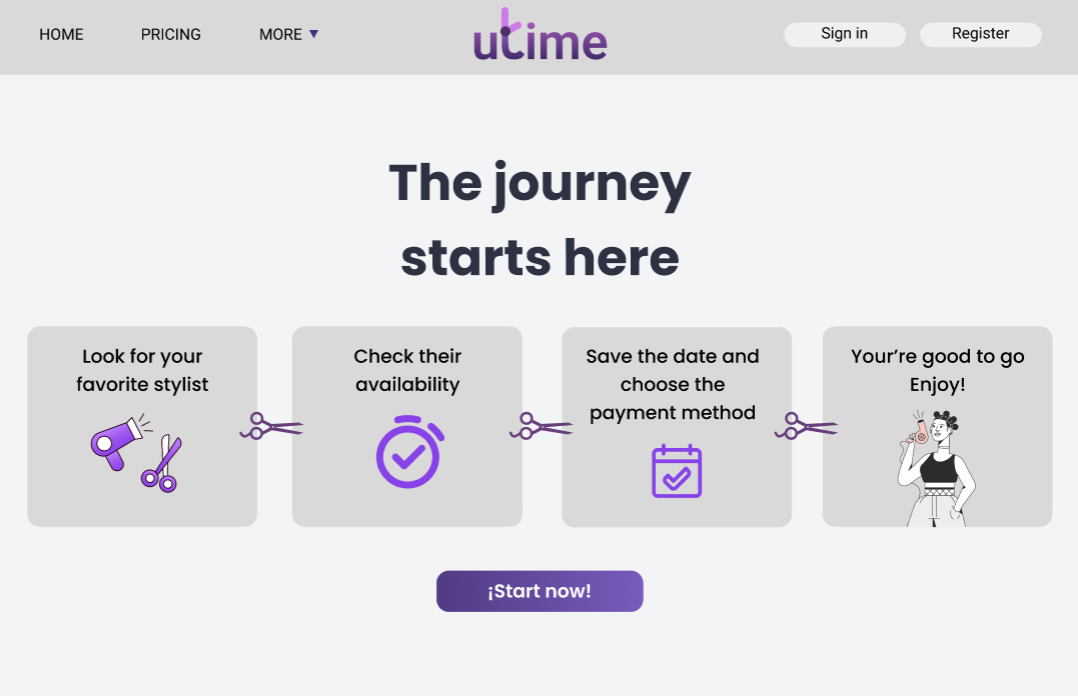 HOME
PRICING
MORE
utime
Sign in
Register
The journey
starts here
Look for your
favorite stylist
Check their
availability
Save the date and
choose the
payment method
Your’re good to go
Enjoy!
¡Start now!